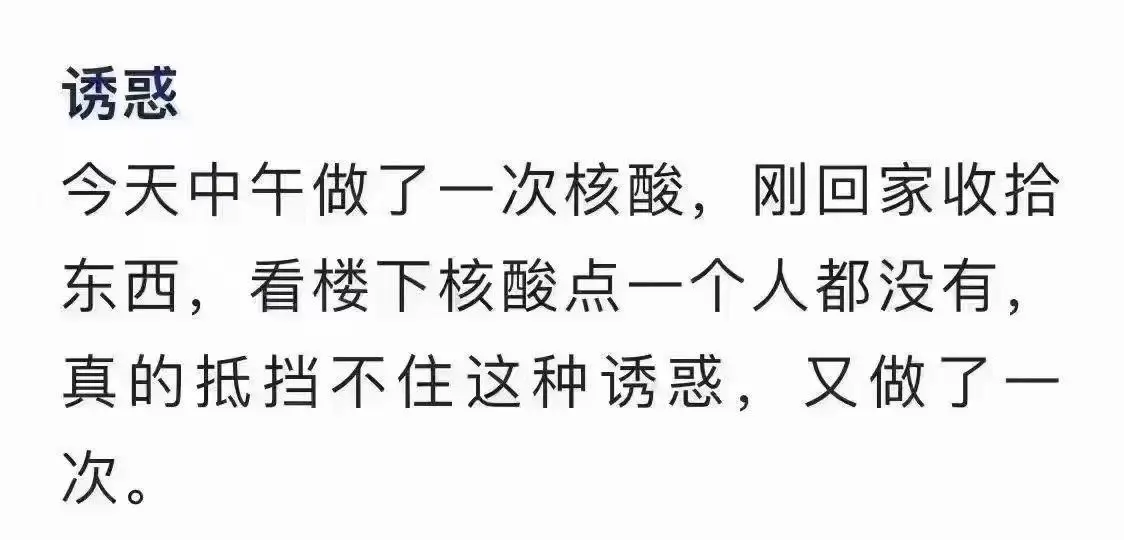 诱惑
今天中午做了一次核酸，刚回家收拾
东西，看楼下核酸点一个人都没有，
真的抵挡不住这种诱惑，又做了一
次。